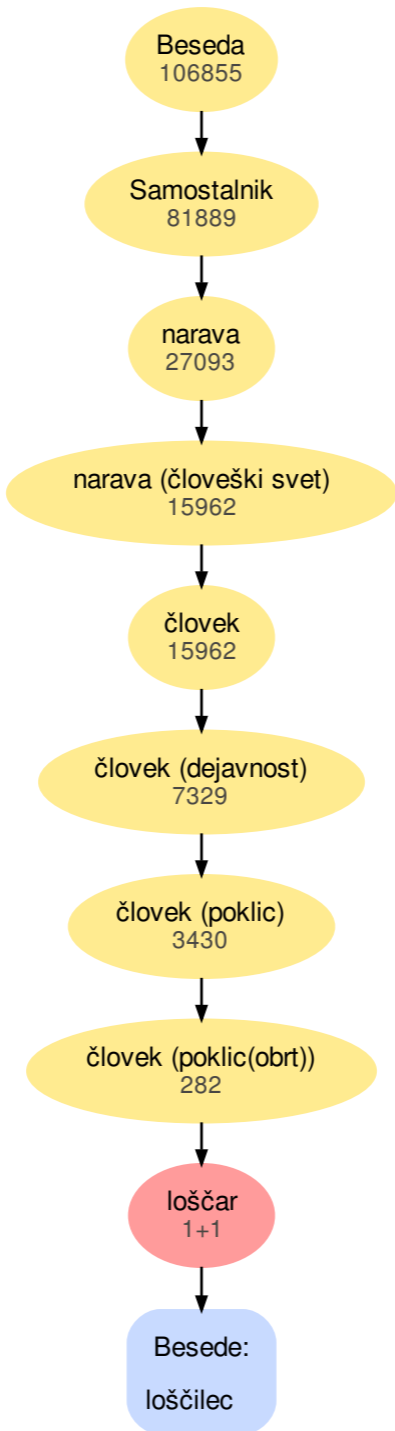 Beseda
106855
Samostalnik
81889
narava
27093
narava (človeški svet)
15962
človek
15962
človek (dejavnost)
7329
človek (poklic)
3430
človek (poklic(obrt))
282
loščar
1+1
Besede:
loščilec